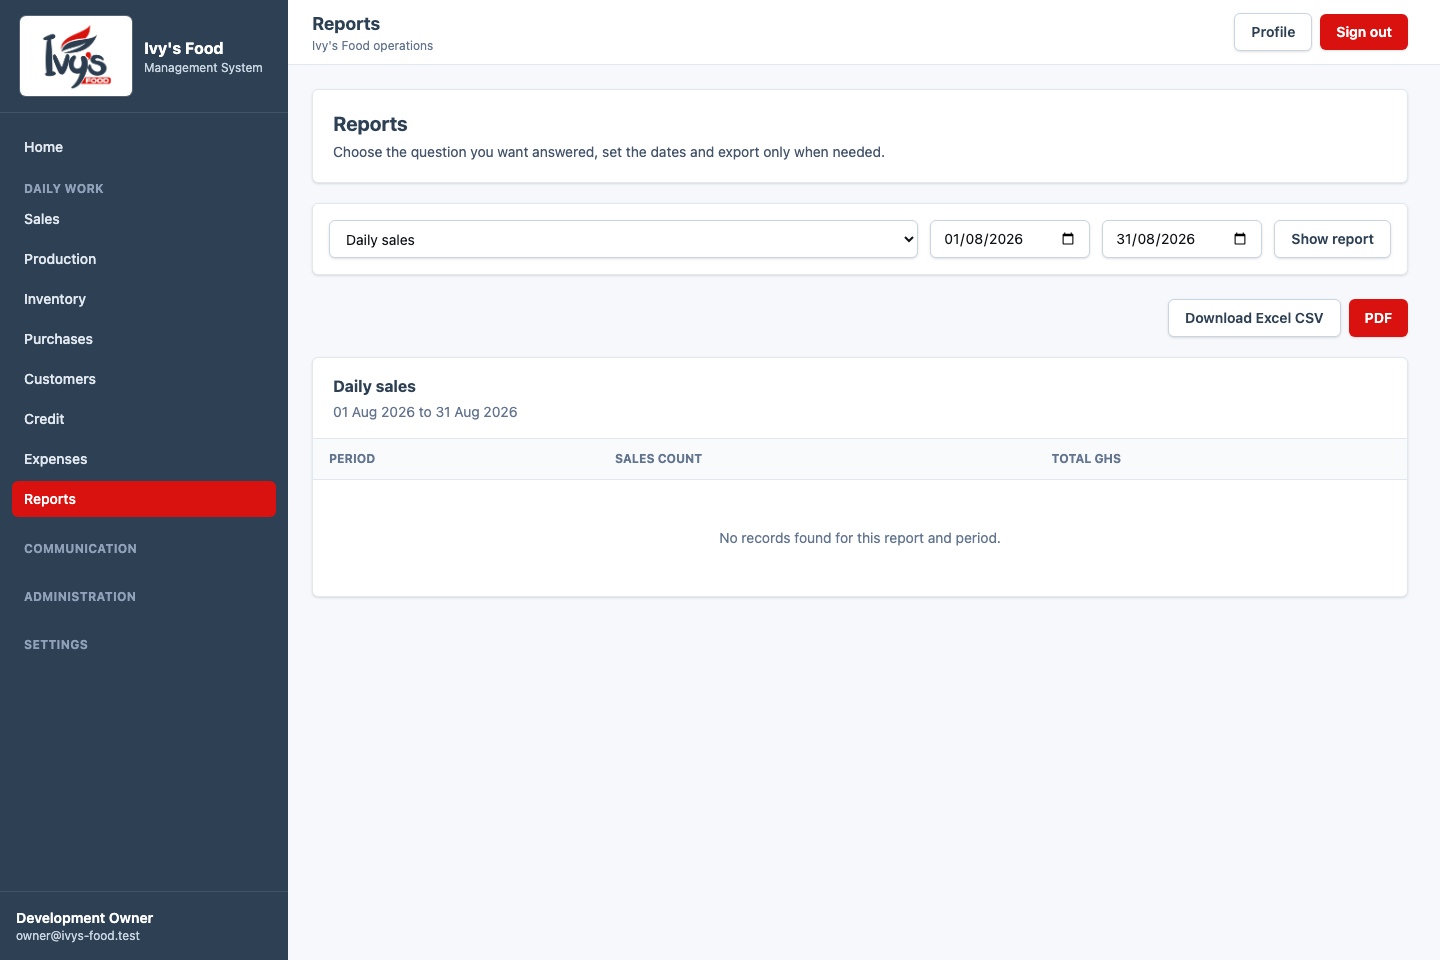 Ivy's
FOOD
Ivy's Food
Management System
Home
DAILY WORK
Sales
Production
Inventory
Purchases
Customers
Credit
Expenses
Reports
COMMUNICATION
ADMINISTRATION
SETTINGS
Development Owner
owner@ivys-food.test
Reports
Ivy's Food operations
Profile
Sign out
Reports
Choose the question you want answered, set the dates and export only when needed.
Daily sales
01/08/2026
31/08/2026
Show report
Download Excel CSV
PDF
Daily sales
01 Aug 2026 to 31 Aug 2026
PERIOD SALES COUNT TOTAL GHS
No records found for this report and period.